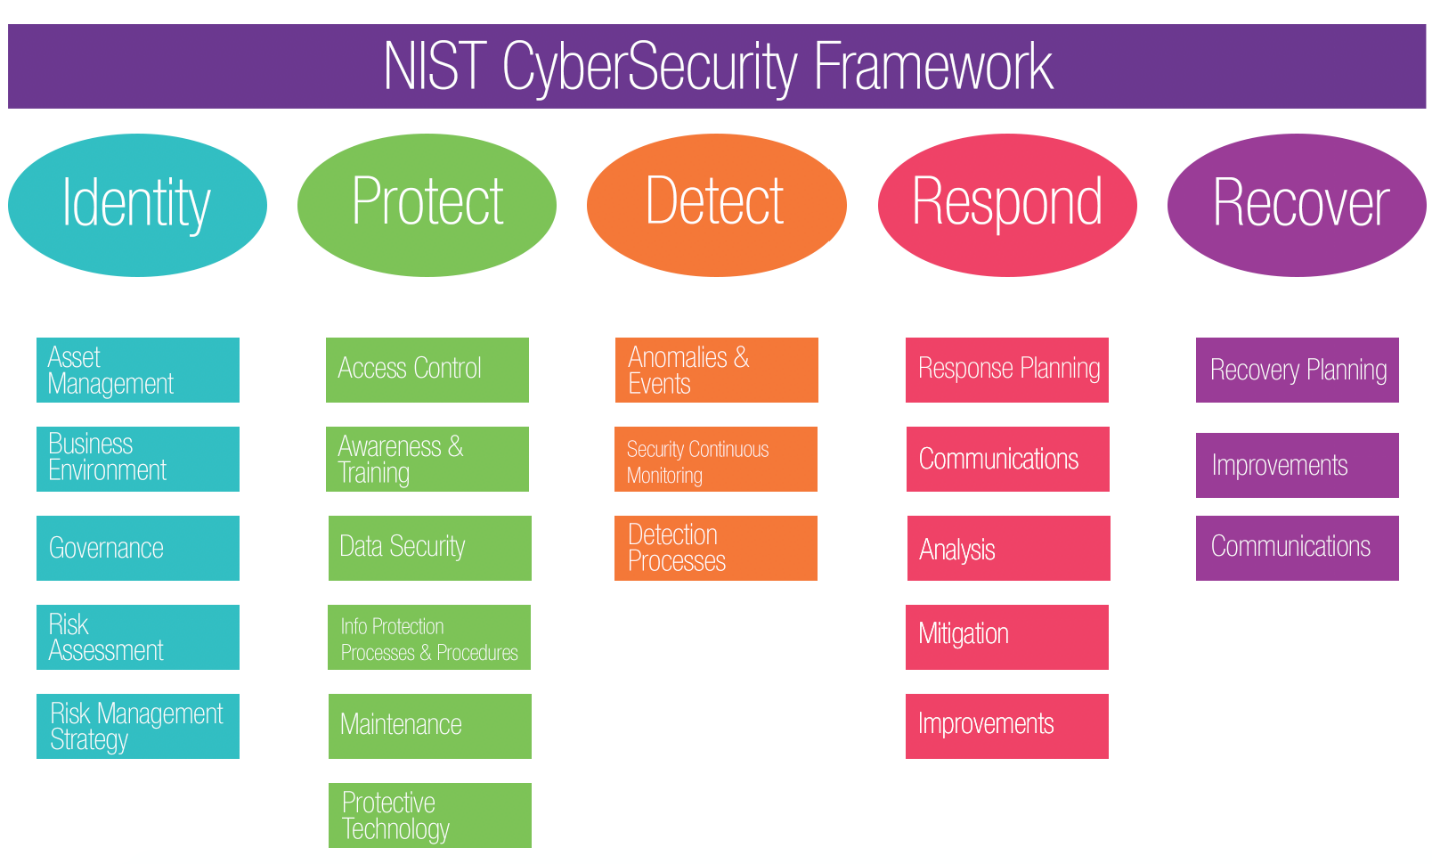 NIST CyberSecurity Framework
Identity
Protect
Detect
Respond
Recover
Asset
Management
Business
Environment
Governance
Risk
Assessment
Risk Management
Strategy
Access Control
Awareness &
Training
Data Security
Info Protection
Processes & Procedures
Maintenance
Protective
Technology
Anomalies &
Events
Security Continuous
Monitoring
Detection
Processes
Response Planning
Communications
Analysis
Mitigation
Improvements
Recovery Planning
Improvements
Communications